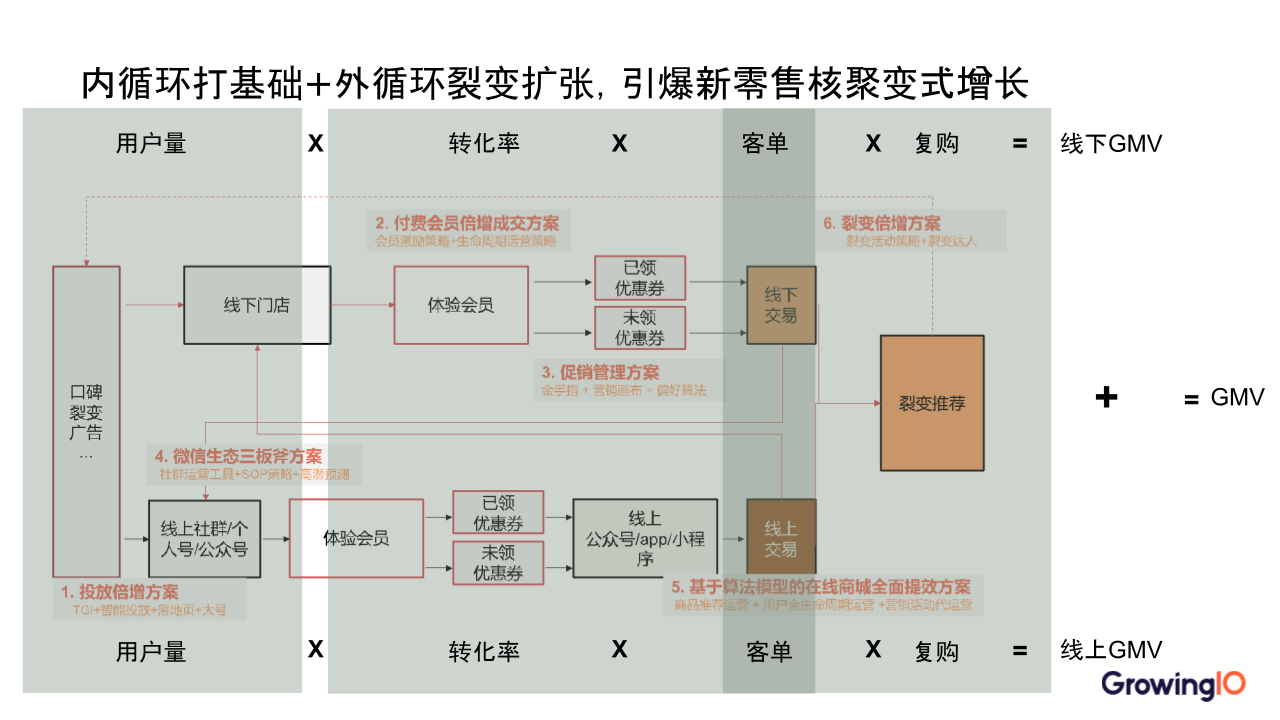 内循环打基础+外循环裂变扩张, 引爆新零售核聚变式增长
用户量 X 转化率 X 客单 X 复购 = 线下GMV
2. 付费会员倍增成交方案
会员激励策略+生命周期运营策略
6. 裂变倍增方案
裂变活动策略+裂变达人
线下门店
体验会员
已领
优惠券
未领
优惠券
线下
交易
3. 促销管理方案
金手指 + 营销画布 + 偏好算法
口碑
裂变
广告
...
裂变推荐
+ = GMV
4. 微信生态三板斧方案
社群运营工具+SOP策略+高潜预测
线上社群/个
人号/公众号
体验会员
已领
优惠券
未领
优惠券
线上
公众号/app/小程
序
线上
交易
1. 投放倍增方案
TGI+智能投放+落地页+大号
5. 基于算法模型的在线商城全面提效方案
商品推荐运营 + 用户全生命周期运营 +营销活动代运营
用户量 X 转化率 X 客单 X 复购 = 线上GMV
GrowingIO